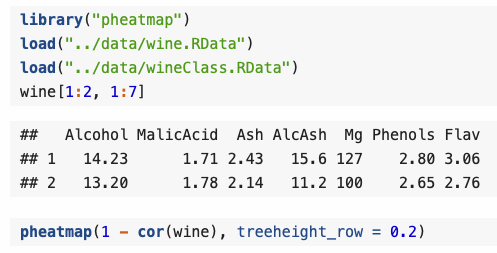 library("pheatmap")
load("../data/wine.RData")
load("../data/wineClass.RData")
wine[1:2, 1:7]
##   Alcohol MalicAcid  Ash AlcAsh  Mg Phenols Flav
## 1   14.23      1.71 2.43   15.6 127    2.80 3.06
## 2   13.20      1.78 2.14   11.2 100    2.65 2.76
pheatmap(1 - cor(wine), treeheight_row = 0.2)